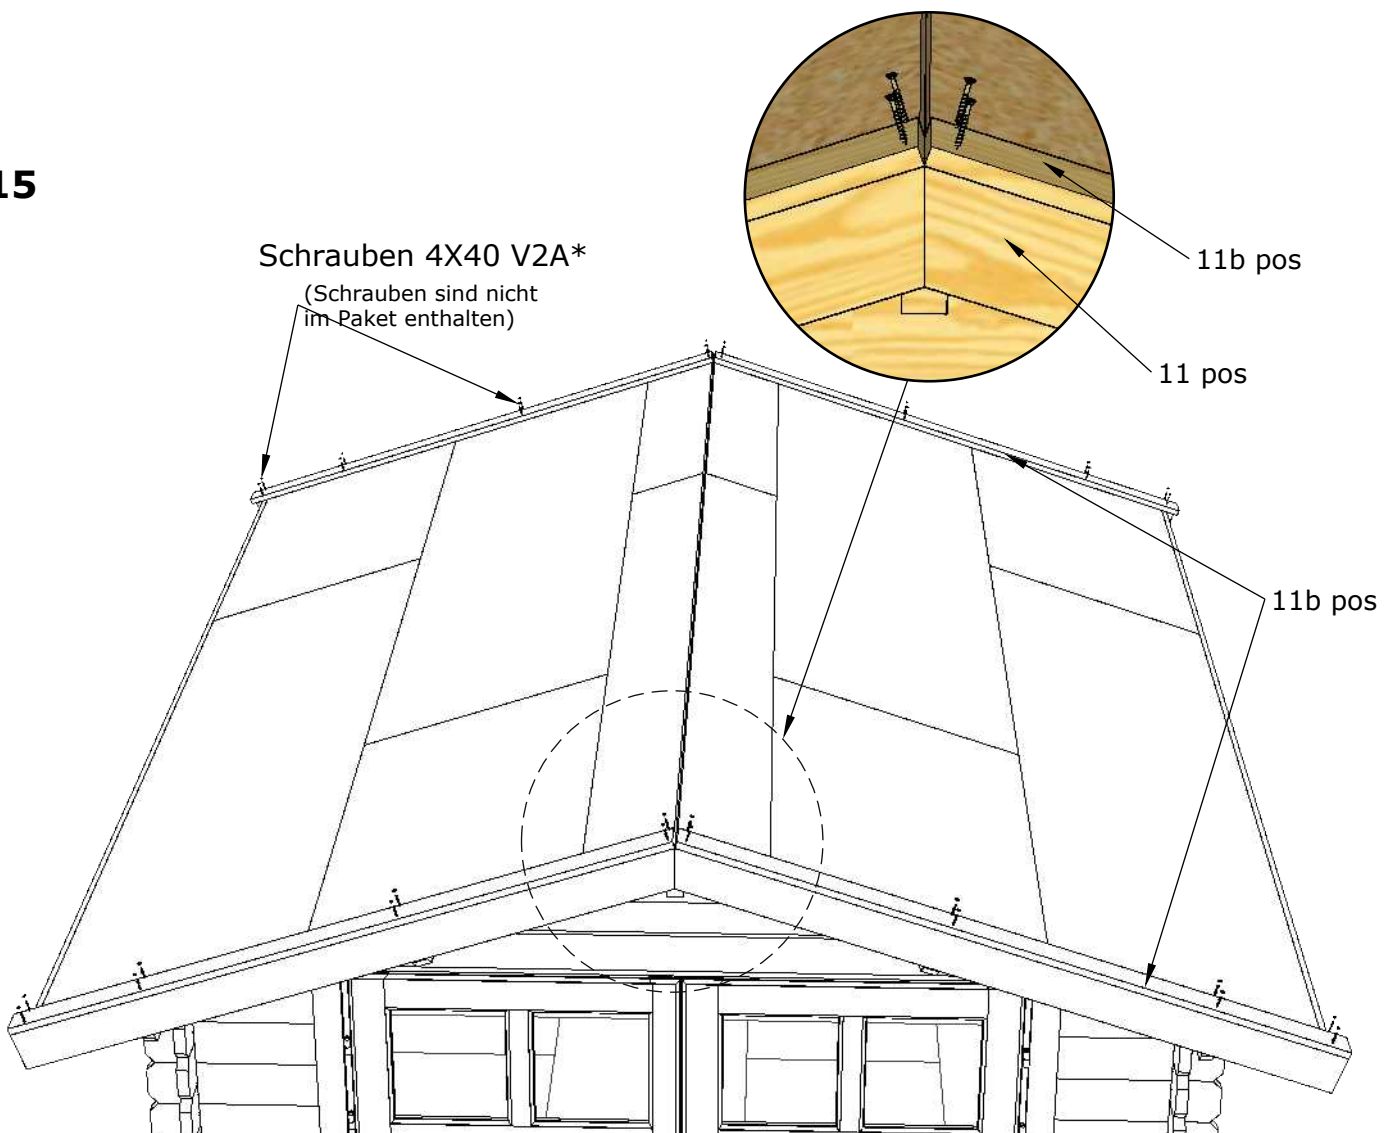 15
Schrauben 4X40 V2A*
(Schrauben sind nicht
im Paket enthalten)
11b pos
11 pos
11b pos